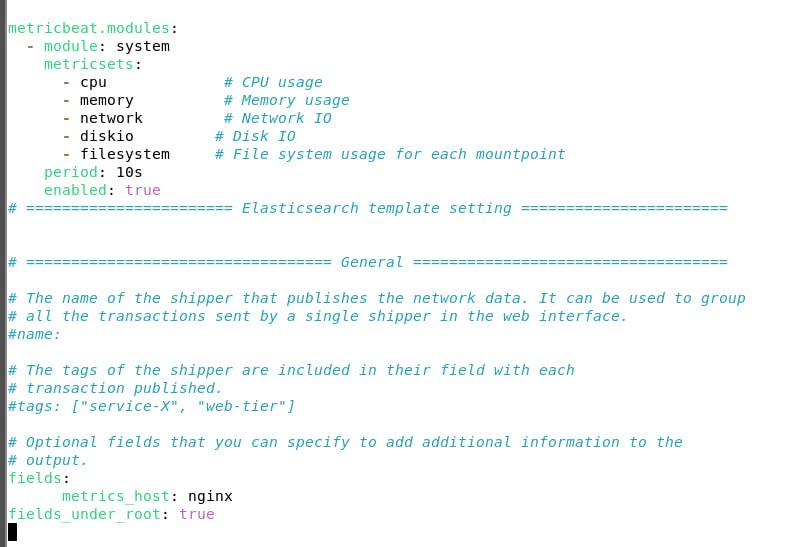 metricbeat.modules:
  - module: system
    metricsets:
      - cpu             # CPU usage
      - memory          # Memory usage
      - network         # Network IO
      - diskio         # Disk IO
      - filesystem     # File system usage for each mountpoint
    period: 10s
    enabled: true
# ======================= Elasticsearch template setting =======================
# ================================== General ===================================
# The name of the shipper that publishes the network data. It can be used to group
# all the transactions sent by a single shipper in the web interface.
#name:
# The tags of the shipper are included in their field with each
# transaction published.
#tags: ["service-X", "web-tier"]
# Optional fields that you can specify to add additional information to the
# output.
fields:
      metrics_host: nginx
fields_under_root: true